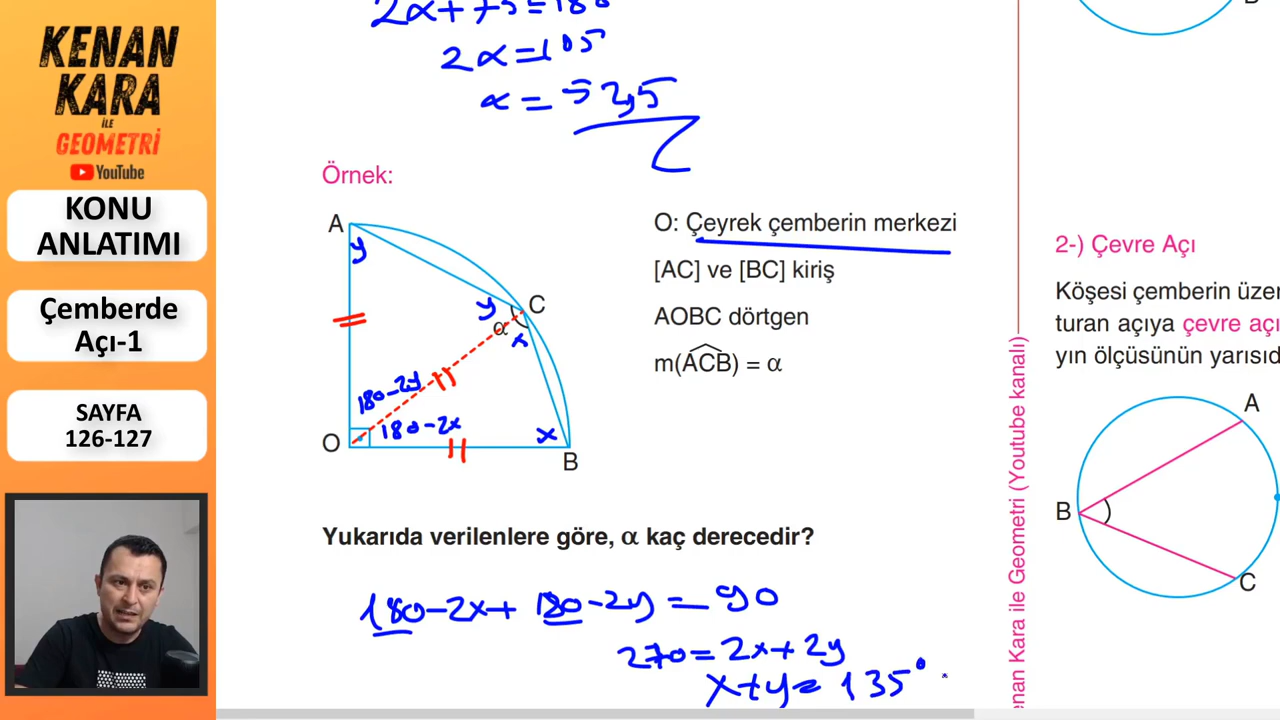 KENAN
KARA
İLE
GEOMETRİ
YouTube
KONU
ANLATIMI
Çemberde
Açı-1
SAYFA
126-127
2α+75=180
2α=105
α=52,5
Örnek:
A
y
y
C
α
x
180-2y
180-2x
x
O
B
O: Çeyrek çemberin merkezi
[AC] ve [BC] kiriş
AOBC dörtgen
m(ACB) = α
Yukarıda verilenlere göre, α kaç derecedir?
180-2x+180-2y=90
270=2x+2y
x+y=135°
enan Kara ile Geometri (Youtube kanalı)
2-) Çevre Açı
Köşesi çemberin üzer
turan açıya çevre açı
yın ölçüsünün yarısıd
A
B
C